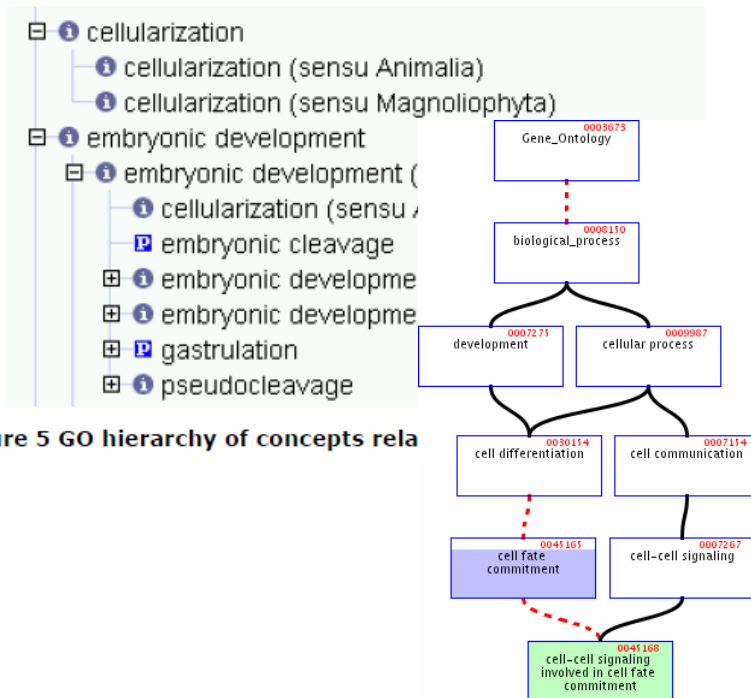 cellularization
cellularization (sensu Animalia)
cellularization (sensu Magnoliophyta)
embryonic development
embryonic development (
cellularization (sensu
P embryonic cleavage
embryonic developme
embryonic developme
P gastrulation
pseudocleavage
ure 5 GO hierarchy of concepts rela
0003673
Gene_Ontology
0008150
biological_process
0007275
development
0009987
cellular process
0030154
cell differentiation
0007154
cell communication
0045165
cell fate
commitment
0007267
cell-cell signaling
0045168
cell-cell signaling
involved in cell fate
commitment